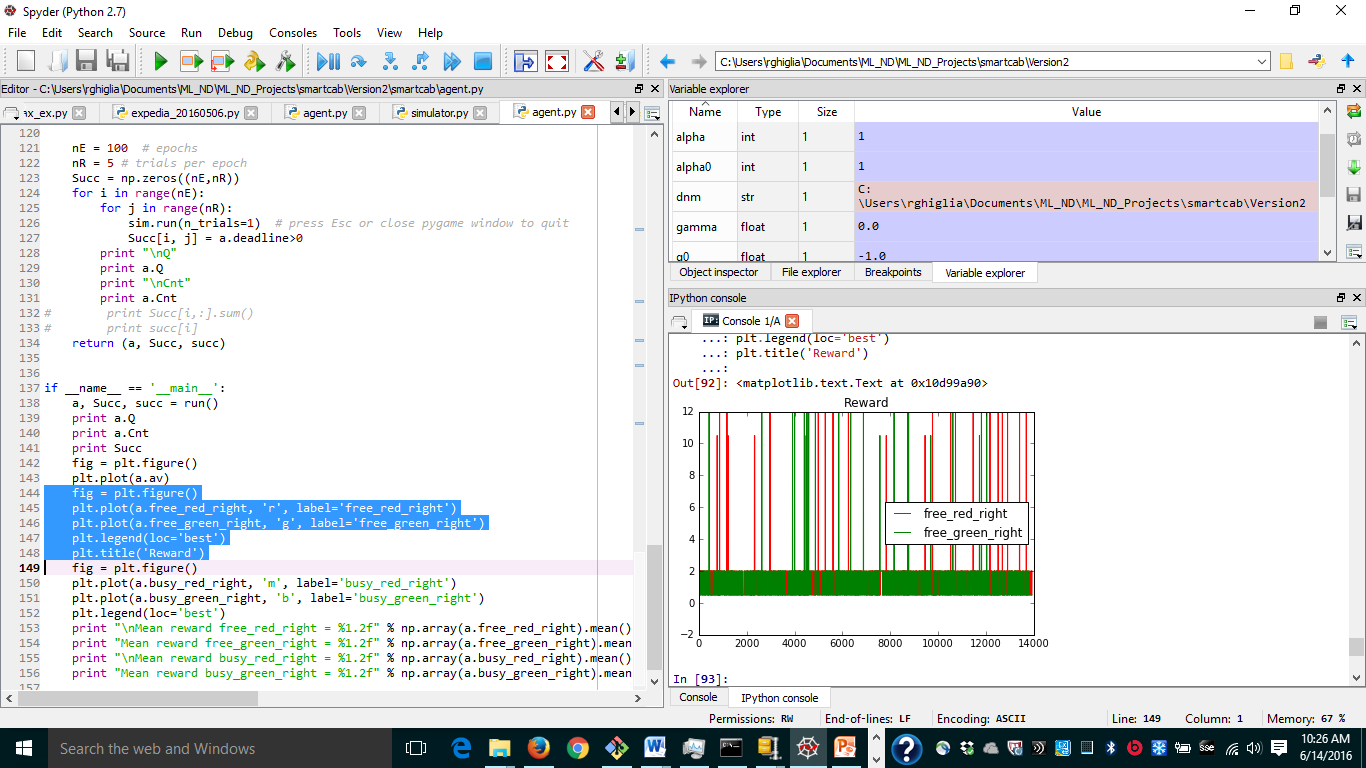 Spyder (Python 2.7)
File Edit Search Source Run Debug Consoles Tools View Help
C:\Users\rghiglia\Documents\ML_ND\ML_ND_Projects\smartcab\Version2
Editor - C:\Users\rghiglia\Documents\ML_ND\ML_ND_Projects\smartcab\Version2\smartcab\agent.py
ax_ex.py expedia_20160506.py agent.py simulator.py agent.py
120
121 nE = 100 # epochs
122 nR = 5 # trials per epoch
123 Succ = np.zeros((nE,nR))
124 for i in range(nE):
125 for j in range(nR):
126 sim.run(n_trials=1) # press Esc or close pygame window to quit
127 Succ[i, j] = a.deadline>0
128 print "\nQ"
129 print a.Q
130 print "\nCnt"
131 print a.Cnt
132 # print Succ[i,:].sum()
133 # print succ[i]
134 return (a, Succ, succ)
135
136
137 if __name__ == '__main__':
138 a, Succ, succ = run()
139 print a.Q
140 print a.Cnt
141 print Succ
142 fig = plt.figure()
143 plt.plot(a.av)
144 fig = plt.figure()
145 plt.plot(a.free_red_right, 'r', label='free_red_right')
146 plt.plot(a.free_green_right, 'g', label='free_green_right')
147 plt.legend(loc='best')
148 plt.title('Reward')
149 fig = plt.figure()
150 plt.plot(a.busy_red_right, 'm', label='busy_red_right')
151 plt.plot(a.busy_green_right, 'b', label='busy_green_right')
152 plt.legend(loc='best')
153 print "\nMean reward free_red_right = %1.2f" % np.array(a.free_red_right).mean()
154 print "Mean reward free_green_right = %1.2f" % np.array(a.free_green_right).mean
155 print "\nMean reward busy_red_right = %1.2f" % np.array(a.busy_red_right).mean()
156 print "Mean reward busy_green_right = %1.2f" % np.array(a.busy_green_right).mean
157
Variable explorer
Name Type Size Value
alpha int 1 1
alpha0 int 1 1
dnm str 1 C:
\Users\rghiglia\Documents\ML_ND\ML_ND_Projects\smartcab\Version2
gamma float 1 0.0
g0 float 1 -1.0
Object inspector File explorer Breakpoints Variable explorer
IPython console
IP: Console 1/A
...: plt.legend(loc='best')
...: plt.title('Reward')
...:
Out[92]: <matplotlib.text.Text at 0x10d99a90>
Reward
12
10
8
6
4
2
0
−2
free_red_right
free_green_right
0 2000 4000 6000 8000 10000 12000 14000
In [93]:
Console IPython console
Permissions: RW End-of-lines: LF Encoding: ASCII Line: 149 Column: 1 Memory: 67 %
Search the web and Windows
10:26 AM
6/14/2016